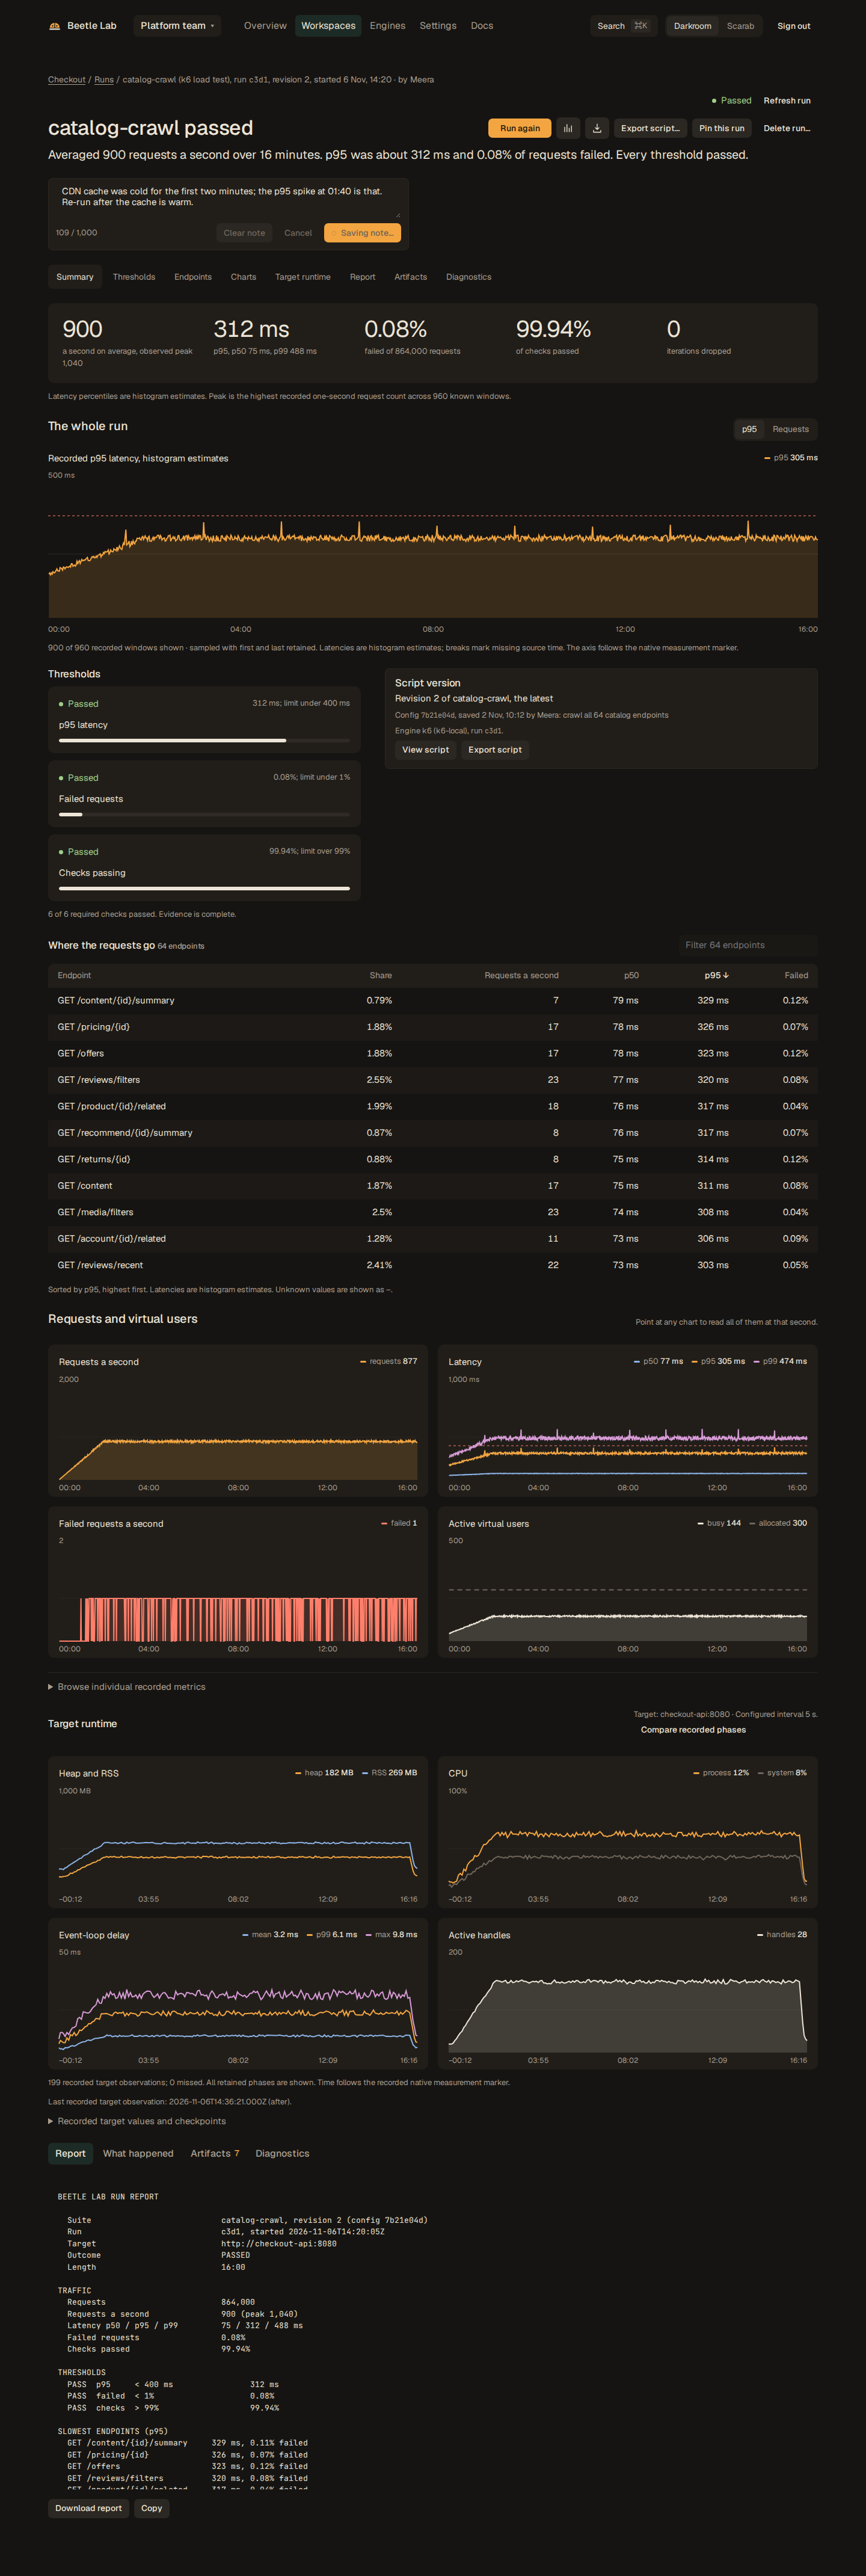 Beetle Lab
Platform team
Overview
Workspaces
Engines
Settings
Docs
Search ⌘K
Darkroom
Scarab
Sign out
Checkout / Runs / catalog-crawl (k6 load test), run c3d1, revision 2, started 6 Nov, 14:20 · by Meera
Passed
Refresh run
catalog-crawl passed
Run again
Export script…
Pin this run
Delete run…
Averaged 900 requests a second over 16 minutes. p95 was about 312 ms and 0.08% of requests failed. Every threshold passed.
CDN cache was cold for the first two minutes; the p95 spike at 01:40 is that.
Re-run after the cache is warm.
109 / 1,000
Clear note
Cancel
Saving note…
Summary
Thresholds
Endpoints
Charts
Target runtime
Report
Artifacts
Diagnostics
900
a second on average, observed peak
1,040
312 ms
p95, p50 75 ms, p99 488 ms
0.08%
failed of 864,000 requests
99.94%
of checks passed
0
iterations dropped
Latency percentiles are histogram estimates. Peak is the highest recorded one-second request count across 960 known windows.
The whole run
p95
Requests
Recorded p95 latency, histogram estimates
p95 305 ms
500 ms
00:00
04:00
08:00
12:00
16:00
900 of 960 recorded windows shown · sampled with first and last retained. Latencies are histogram estimates; breaks mark missing source time. The axis follows the native measurement marker.
Thresholds
Passed
312 ms; limit under 400 ms
p95 latency
Passed
0.08%; limit under 1%
Failed requests
Passed
99.94%; limit over 99%
Checks passing
6 of 6 required checks passed. Evidence is complete.
Script version
Revision 2 of catalog-crawl, the latest
Config 7b21e04d, saved 2 Nov, 10:12 by Meera: crawl all 64 catalog endpoints
Engine k6 (k6-local), run c3d1.
View script
Export script
Where the requests go 64 endpoints
Filter 64 endpoints
Endpoint Share Requests a second p50 p95 ↓ Failed
GET /content/{id}/summary 0.79% 7 79 ms 329 ms 0.12%
GET /pricing/{id} 1.88% 17 78 ms 326 ms 0.07%
GET /offers 1.88% 17 78 ms 323 ms 0.12%
GET /reviews/filters 2.55% 23 77 ms 320 ms 0.08%
GET /product/{id}/related 1.99% 18 76 ms 317 ms 0.04%
GET /recommend/{id}/summary 0.87% 8 76 ms 317 ms 0.07%
GET /returns/{id} 0.88% 8 75 ms 314 ms 0.12%
GET /content 1.87% 17 75 ms 311 ms 0.08%
GET /media/filters 2.5% 23 74 ms 308 ms 0.04%
GET /account/{id}/related 1.28% 11 73 ms 306 ms 0.09%
GET /reviews/recent 2.41% 22 73 ms 303 ms 0.05%
Sorted by p95, highest first. Latencies are histogram estimates. Unknown values are shown as –.
Requests and virtual users
Point at any chart to read all of them at that second.
Requests a second
requests 877
2,000
00:00 04:00 08:00 12:00 16:00
Latency
p50 77 ms p95 305 ms p99 474 ms
1,000 ms
00:00 04:00 08:00 12:00 16:00
Failed requests a second
failed 1
2
00:00 04:00 08:00 12:00 16:00
Active virtual users
busy 144 allocated 300
500
00:00 04:00 08:00 12:00 16:00
Browse individual recorded metrics
Target runtime
Target: checkout-api:8080 · Configured interval 5 s.
Compare recorded phases
Heap and RSS
heap 182 MB RSS 269 MB
1,000 MB
−00:12 03:55 08:02 12:09 16:16
CPU
process 12% system 8%
100%
−00:12 03:55 08:02 12:09 16:16
Event-loop delay
mean 3.2 ms p99 6.1 ms max 9.8 ms
50 ms
−00:12 03:55 08:02 12:09 16:16
Active handles
handles 28
200
−00:12 03:55 08:02 12:09 16:16
199 recorded target observations; 0 missed. All retained phases are shown. Time follows the recorded native measurement marker.
Last recorded target observation: 2026-11-06T14:36:21.000Z (after).
Recorded target values and checkpoints
Report
What happened
Artifacts 7
Diagnostics
BEETLE LAB RUN REPORT
Suite catalog-crawl, revision 2 (config 7b21e04d)
Run c3d1, started 2026-11-06T14:20:05Z
Target http://checkout-api:8080
Outcome PASSED
Length 16:00
TRAFFIC
Requests 864,000
Requests a second 900 (peak 1,040)
Latency p50 / p95 / p99 75 / 312 / 488 ms
Failed requests 0.08%
Checks passed 99.94%
THRESHOLDS
PASS p95 < 400 ms 312 ms
PASS failed < 1% 0.08%
PASS checks > 99% 99.94%
SLOWEST ENDPOINTS (p95)
GET /content/{id}/summary 329 ms, 0.11% failed
GET /pricing/{id} 326 ms, 0.07% failed
GET /offers 323 ms, 0.12% failed
GET /reviews/filters 320 ms, 0.08% failed
GET /product/{id}/related 317 ms, 0.04% failed
Download report
Copy